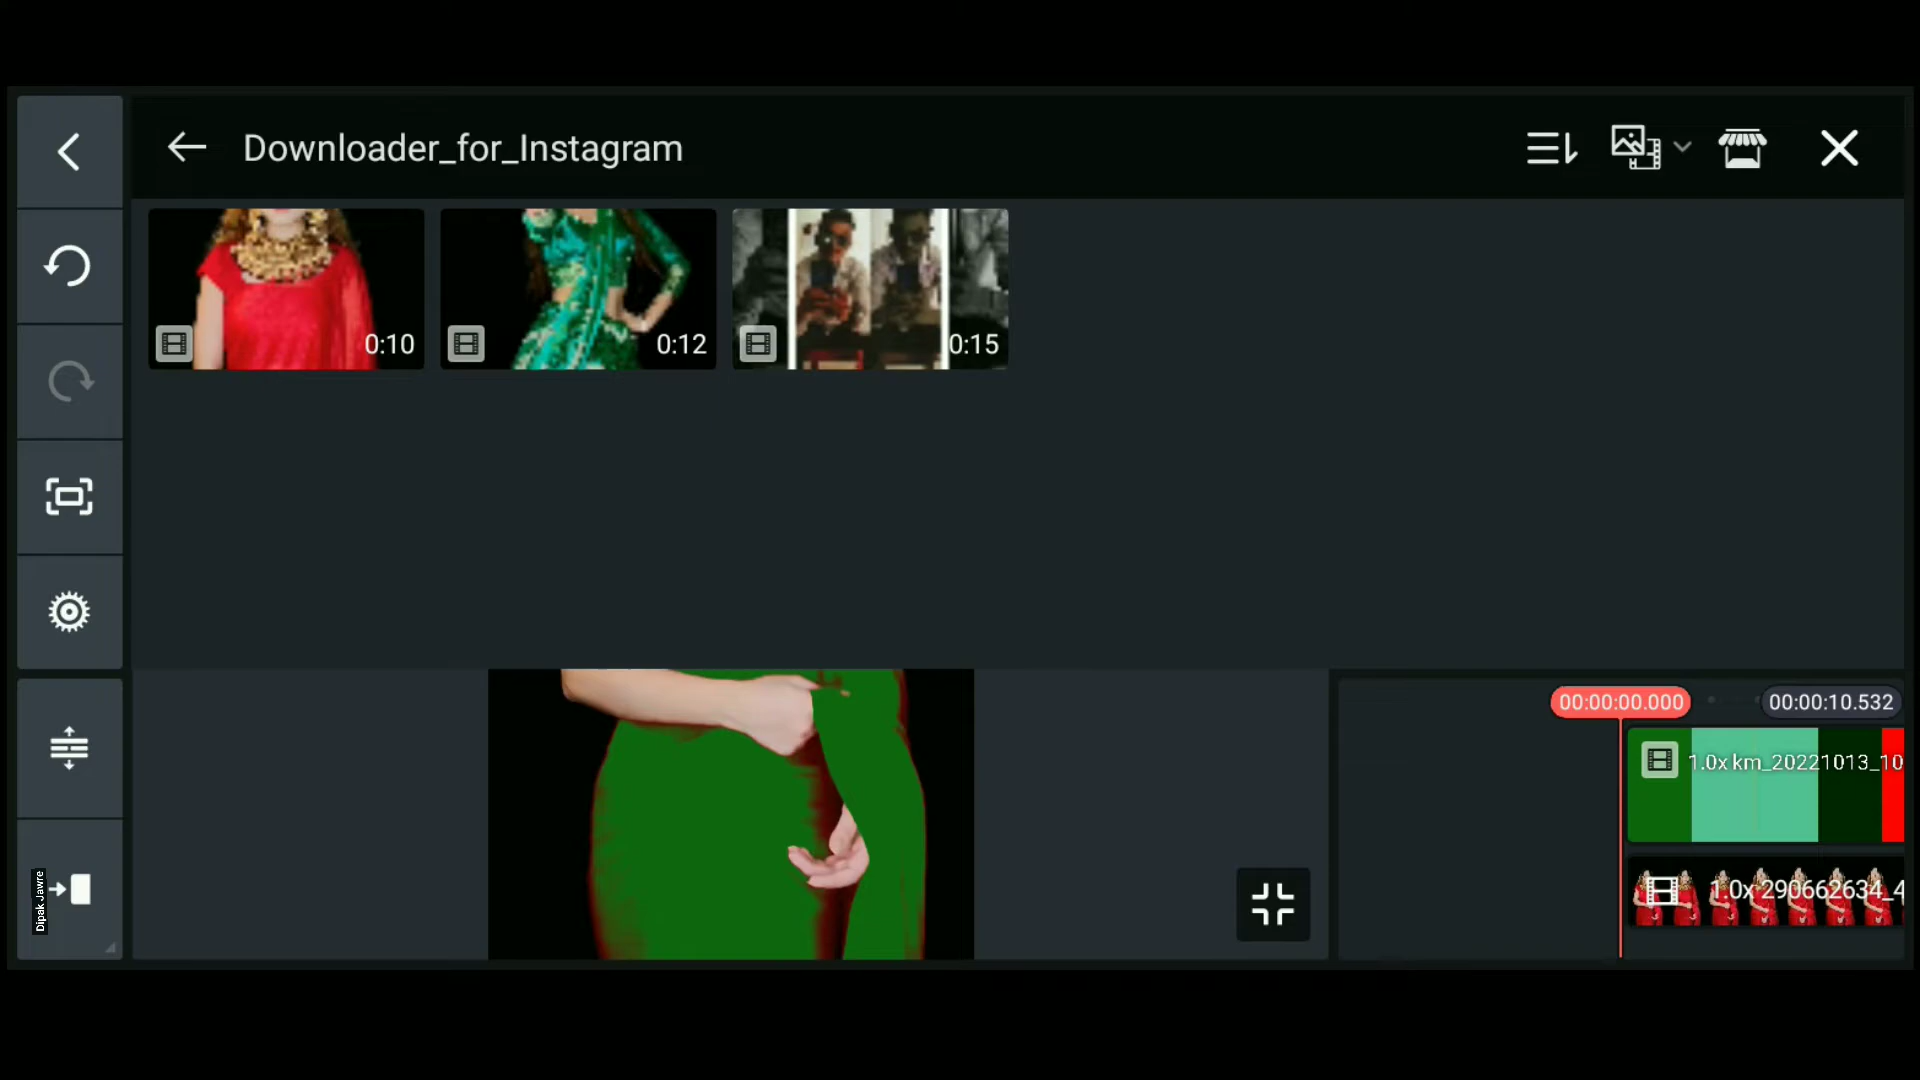 Downloader_for_Instagram
0:10
0:12
0:15
00:00:00.000
00:00:10.532
1.0x km_20221013_10
1.0x 290662634_4
Dipak Jawre